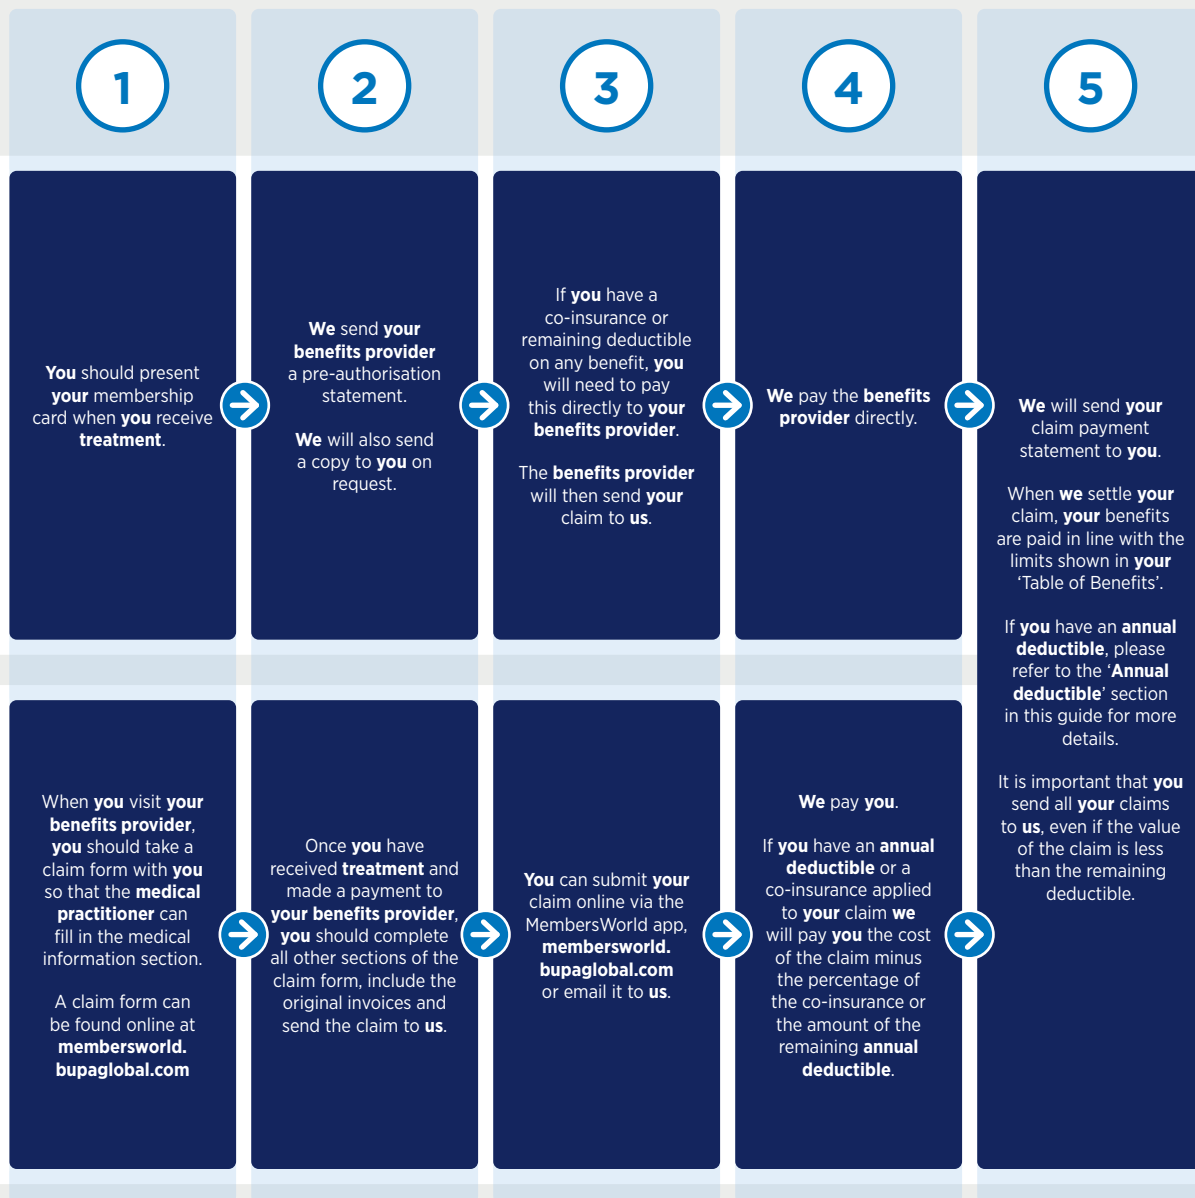 1
2
3
4
5
You should present
your membership
card when you receive
treatment.
We send your
benefits provider
a pre-authorisation
statement.
We will also send
a copy to you on
request.
If you have a
co-insurance or
remaining deductible
on any benefit, you
will need to pay
this directly to your
benefits provider.
The benefits provider
will then send your
claim to us.
We pay the benefits
provider directly.
We will send your
claim payment
statement to you.
When we settle your
claim, your benefits
are paid in line with the
limits shown in your
‘Table of Benefits’.
If you have an annual
deductible, please
refer to the ‘Annual
deductible’ section
in this guide for more
details.
It is important that you
send all your claims
to us, even if the value
of the claim is less
than the remaining
deductible.
When you visit your
benefits provider,
you should take a
claim form with you
so that the medical
practitioner can
fill in the medical
information section.
A claim form can
be found online at
membersworld.
bupaglobal.com
Once you have
received treatment and
made a payment to
your benefits provider,
you should complete
all other sections of the
claim form, include the
original invoices and
send the claim to us.
You can submit your
claim online via the
MembersWorld app,
membersworld.
bupaglobal.com
or email it to us.
We pay you.
If you have an annual
deductible or a
co-insurance applied
to your claim we
will pay you the cost
of the claim minus
the percentage of
the co-insurance or
the amount of the
remaining annual
deductible.